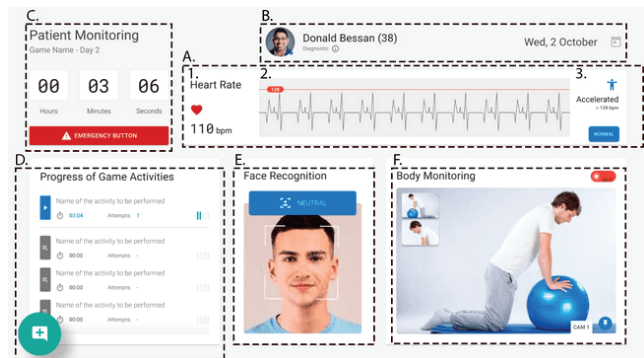 C.
Patient Monitoring
Game Name - Day 2
00 03 06
Hours Minutes Seconds
EMERGENCY BUTTON
B.
Donald Bessan (38)
Diagnostic
Wed, 2 October
A.
1.
Heart Rate
110 bpm
2.
128
3.
Accelerated
> 128 bpm
NORMAL
D.
Progress of Game Activities
Name of the activity to be performed
03:04 Attempts 1
Name of the activity to be performed
00:00 Attempts -
Name of the activity to be performed
00:00 Attempts -
Name of the activity to be performed
00:00 Attempts -
E.
Face Recognition
NEUTRAL
F.
Body Monitoring
CAM 1